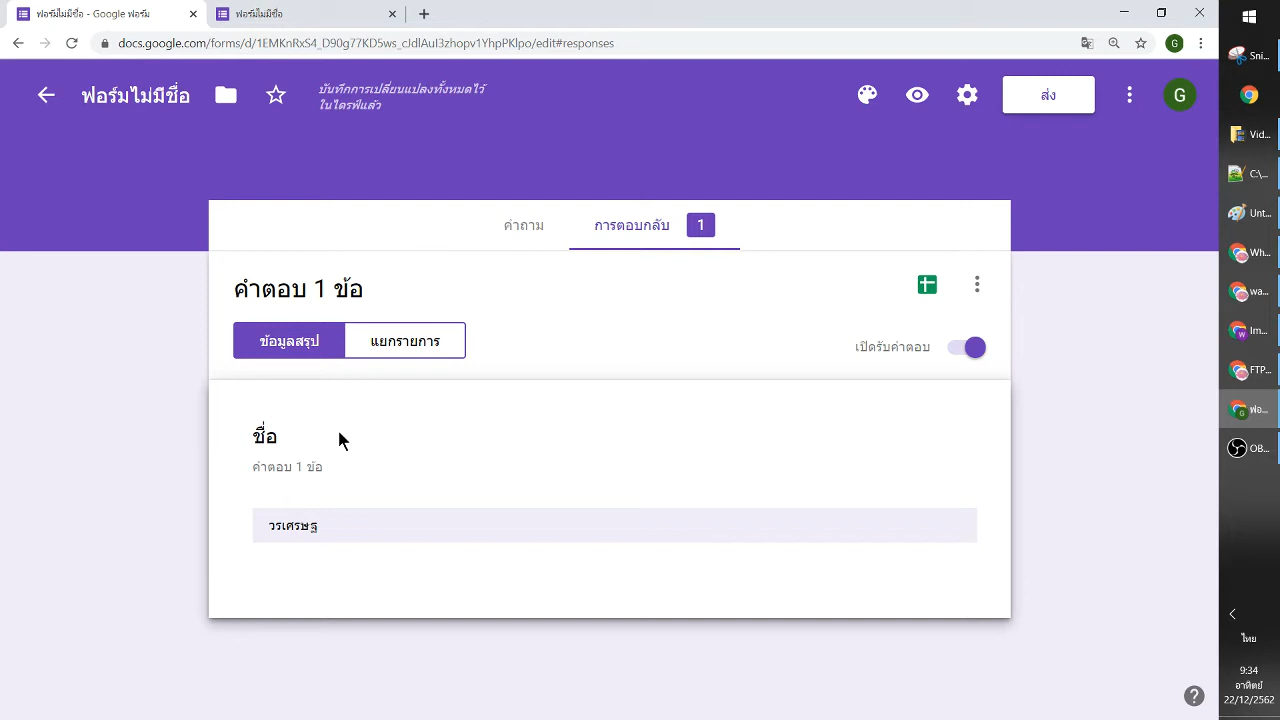 ฟอร์มไม่มีชื่อ - Google ฟอร์ม
ฟอร์มไม่มีชื่อ
ฟอร์มไม่มีชื่อ
บันทึกการเปลี่ยนแปลงทั้งหมดไว้
ในไดรฟ์แล้ว
ส่ง
G
G
คำถาม
การตอบกลับ
1
คำตอบ 1 ข้อ
ข้อมูลสรุป
แยกรายการ
เปิดรับคำตอบ
ชื่อ
คำตอบ 1 ข้อ
วรเศรษฐ
Sni...
Vid...
C:\...
Unt...
Wh...
wa...
Im...
FTP...
ฟอ...
OB...
ไทย
9:34
อาทิตย์
22/12/2562